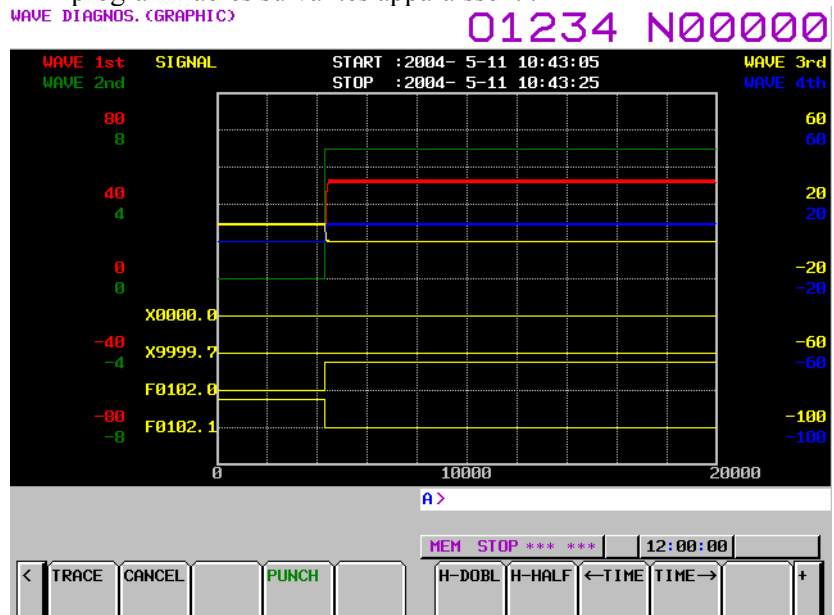 WAVE DIAGNOS.(GRAPHIC) O1234 N00000
WAVE 1st SIGNAL START :2004- 5-11 10:43:05 WAVE 3rd
WAVE 2nd STOP :2004- 5-11 10:43:25 WAVE 4th
80 60
8 60
40 20
4 20
0 -20
0 -20
X0000.0
-40 -60
X9999.7
-4 -60
F0102.0
-80 -100
F0102.1
-8 -100
0 10000 20000
A>
MEM STOP *** *** 12:00:00
< TRACE CANCEL PUNCH H-DOBL H-HALF ←TIME TIME→ +